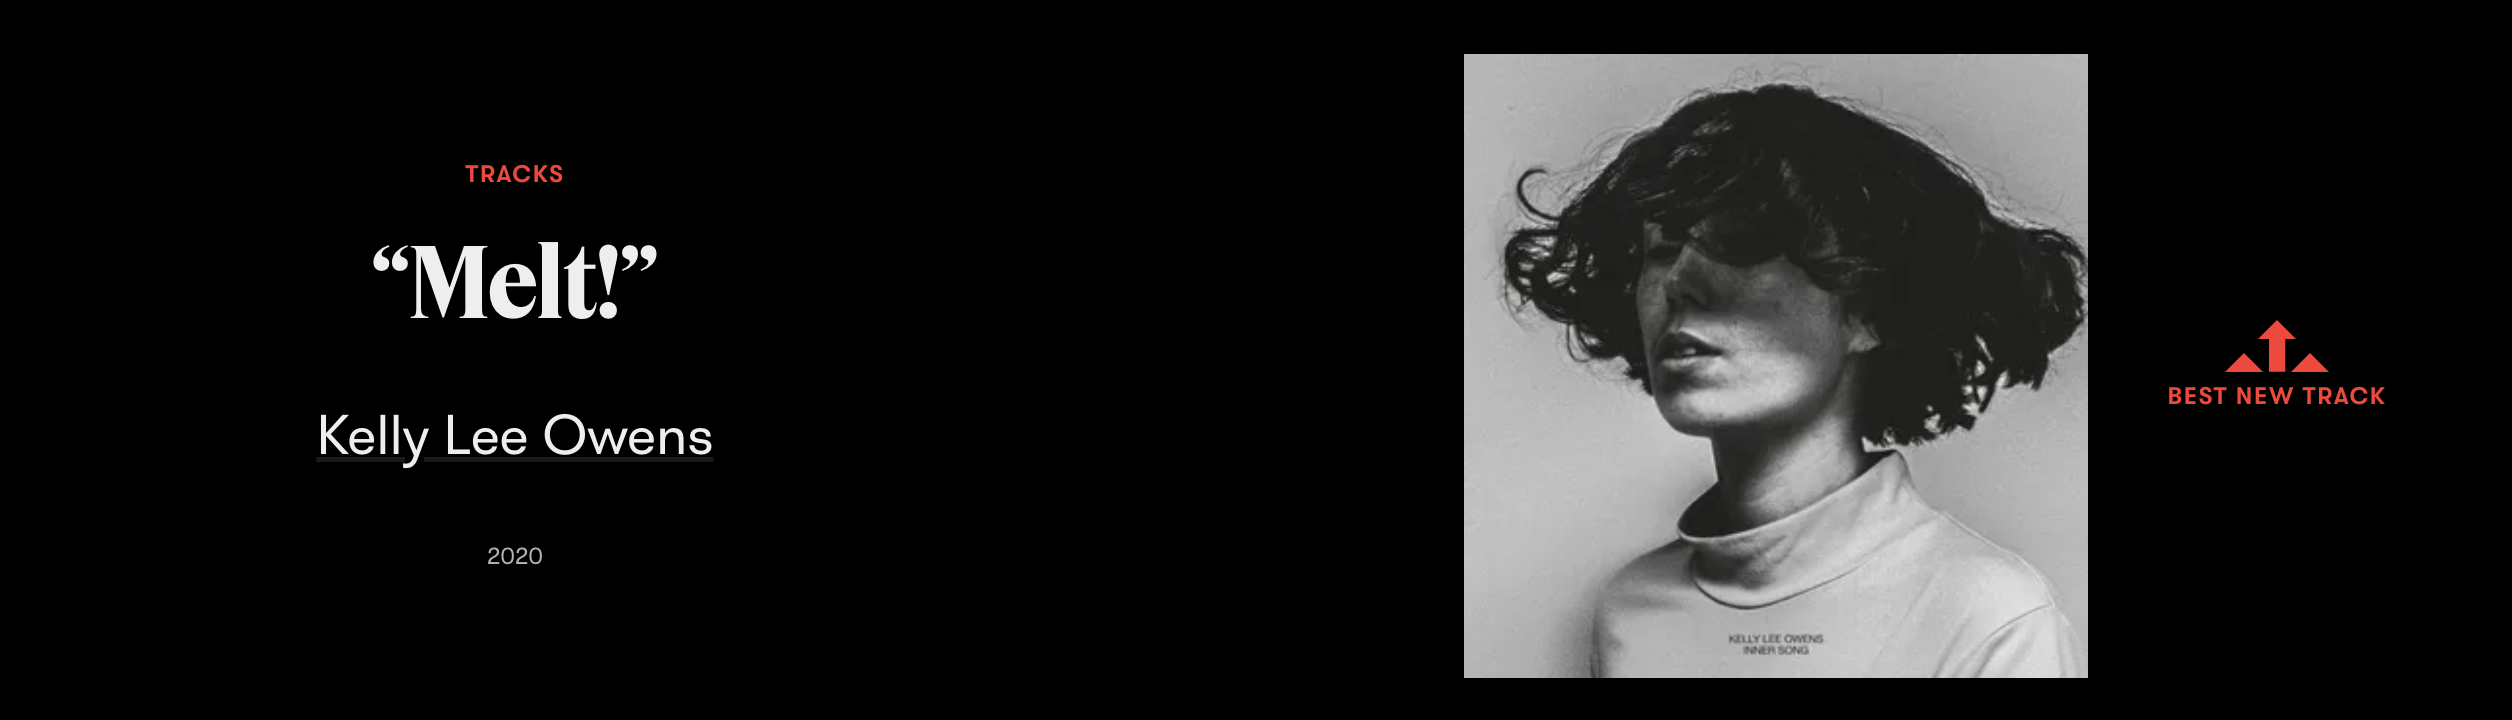 TRACKS
“Melt!”
Kelly Lee Owens
2020
KELLY LEE OWENS
INNER SONG
BEST NEW TRACK